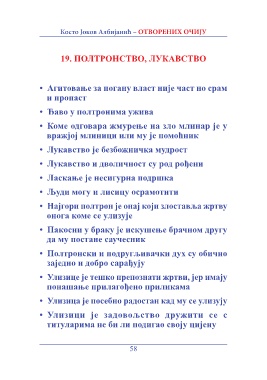 Косто Јоков Албијанић – ОТВОРЕНИХ ОЧИЈУ
19. ПОЛТРОНСТВО, ЛУКАВСТВО
• Агитовање за погану власт није част но срам
и пропаст
• Ђаво у полтронима ужива
• Коме одговара жмурење на зло млинар је у
вражјој млиници или му је помоћник
• Лукавство је безбожничка мудрост
• Лукавство и дволичност су род рођени
• Ласкање је несигурна подршка
• Људи могу и лисицу осрамотити
• Најгори полтрон је онај који злоставља жртву
онога коме се улизује
• Пакосни у браку је искушење брачном другу
да му постане саучесник
• Полтронски и подругљивачки дух су обично
заједно и добро сарађују
• Улизице је тешко препознати жртви, јер имају
понашање прилагођено приликама
• Улизица је посебно радостан кад му се улизују
• Улизици је задовољство дружити се с
титуларима не би ли подигао своју цијену
58